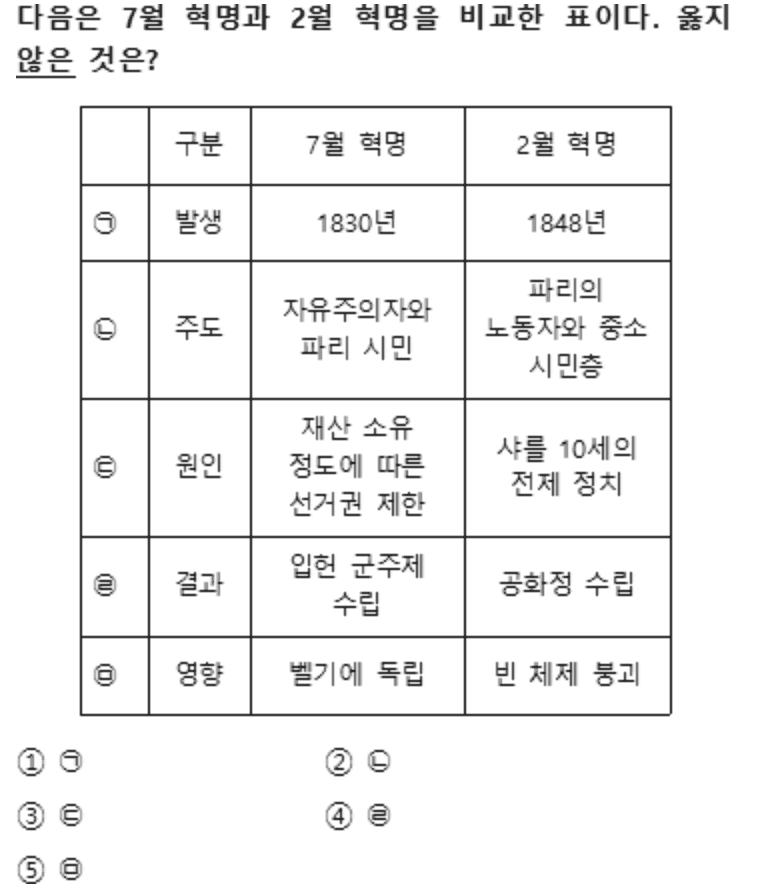 다음은 7월 혁명과 2월 혁명을 비교한 표이다. 옳지
않은 것은?
구분 7월 혁명 2월 혁명
㉠ 발생 1830년 1848년
㉡ 주도 자유주의자와 파리의
파리 시민 노동자와 중소
시민층
㉢ 원인 재산 소유 샤를 10세의
정도에 따른 전제 정치
선거권 제한
㉣ 결과 입헌 군주제 공화정 수립
수립
㉤ 영향 벨기에 독립 빈 체제 붕괴
① ㉠ ② ㉡
③ ㉢ ④ ㉣
⑤ ㉤